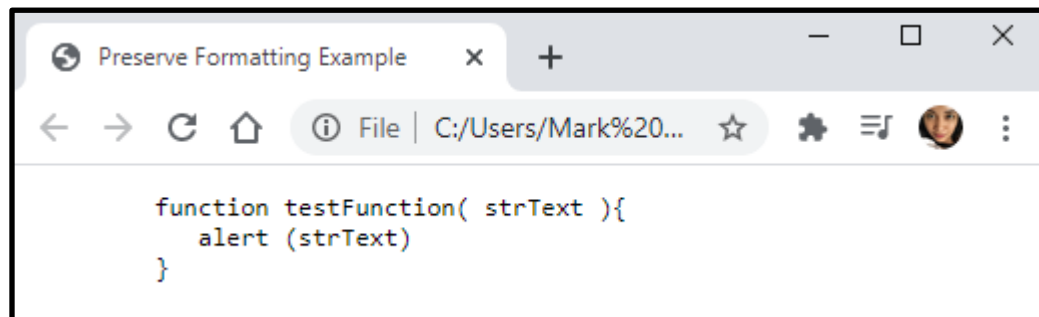 Preserve Formatting Example
File C:/Users/Mark%20...
function testFunction( strText ){
   alert (strText)
}